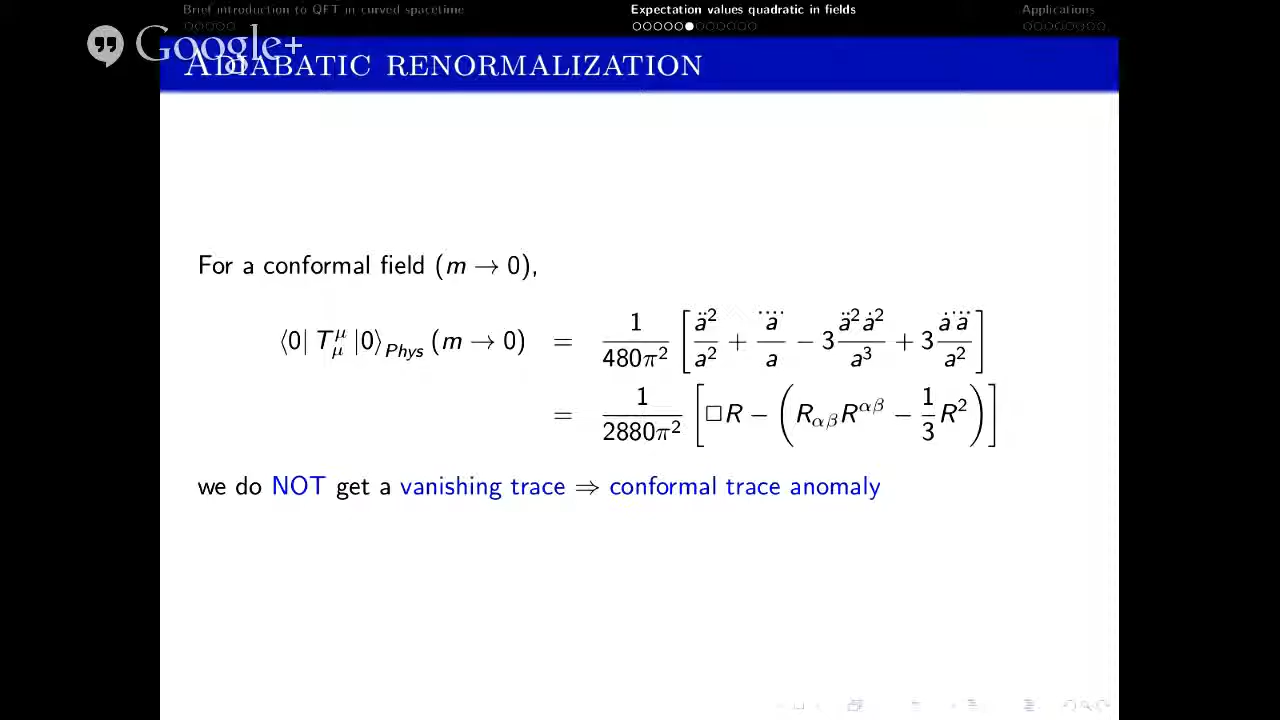 Brief introduction to QFT in curved spacetime Expectation values quadratic in fields Applications
Google+
Adiabatic renormalization
For a conformal field (m → 0),
⟨0| T^μ_μ |0⟩_Phys (m → 0) = 1/(480π²) [ä²/a² + a⃜/a − 3 ä²ȧ²/a³ + 3 ȧa⃛/a²]
= 1/(2880π²) [□R − (R_αβ R^αβ − 1/3 R²)]
we do NOT get a vanishing trace ⇒ conformal trace anomaly